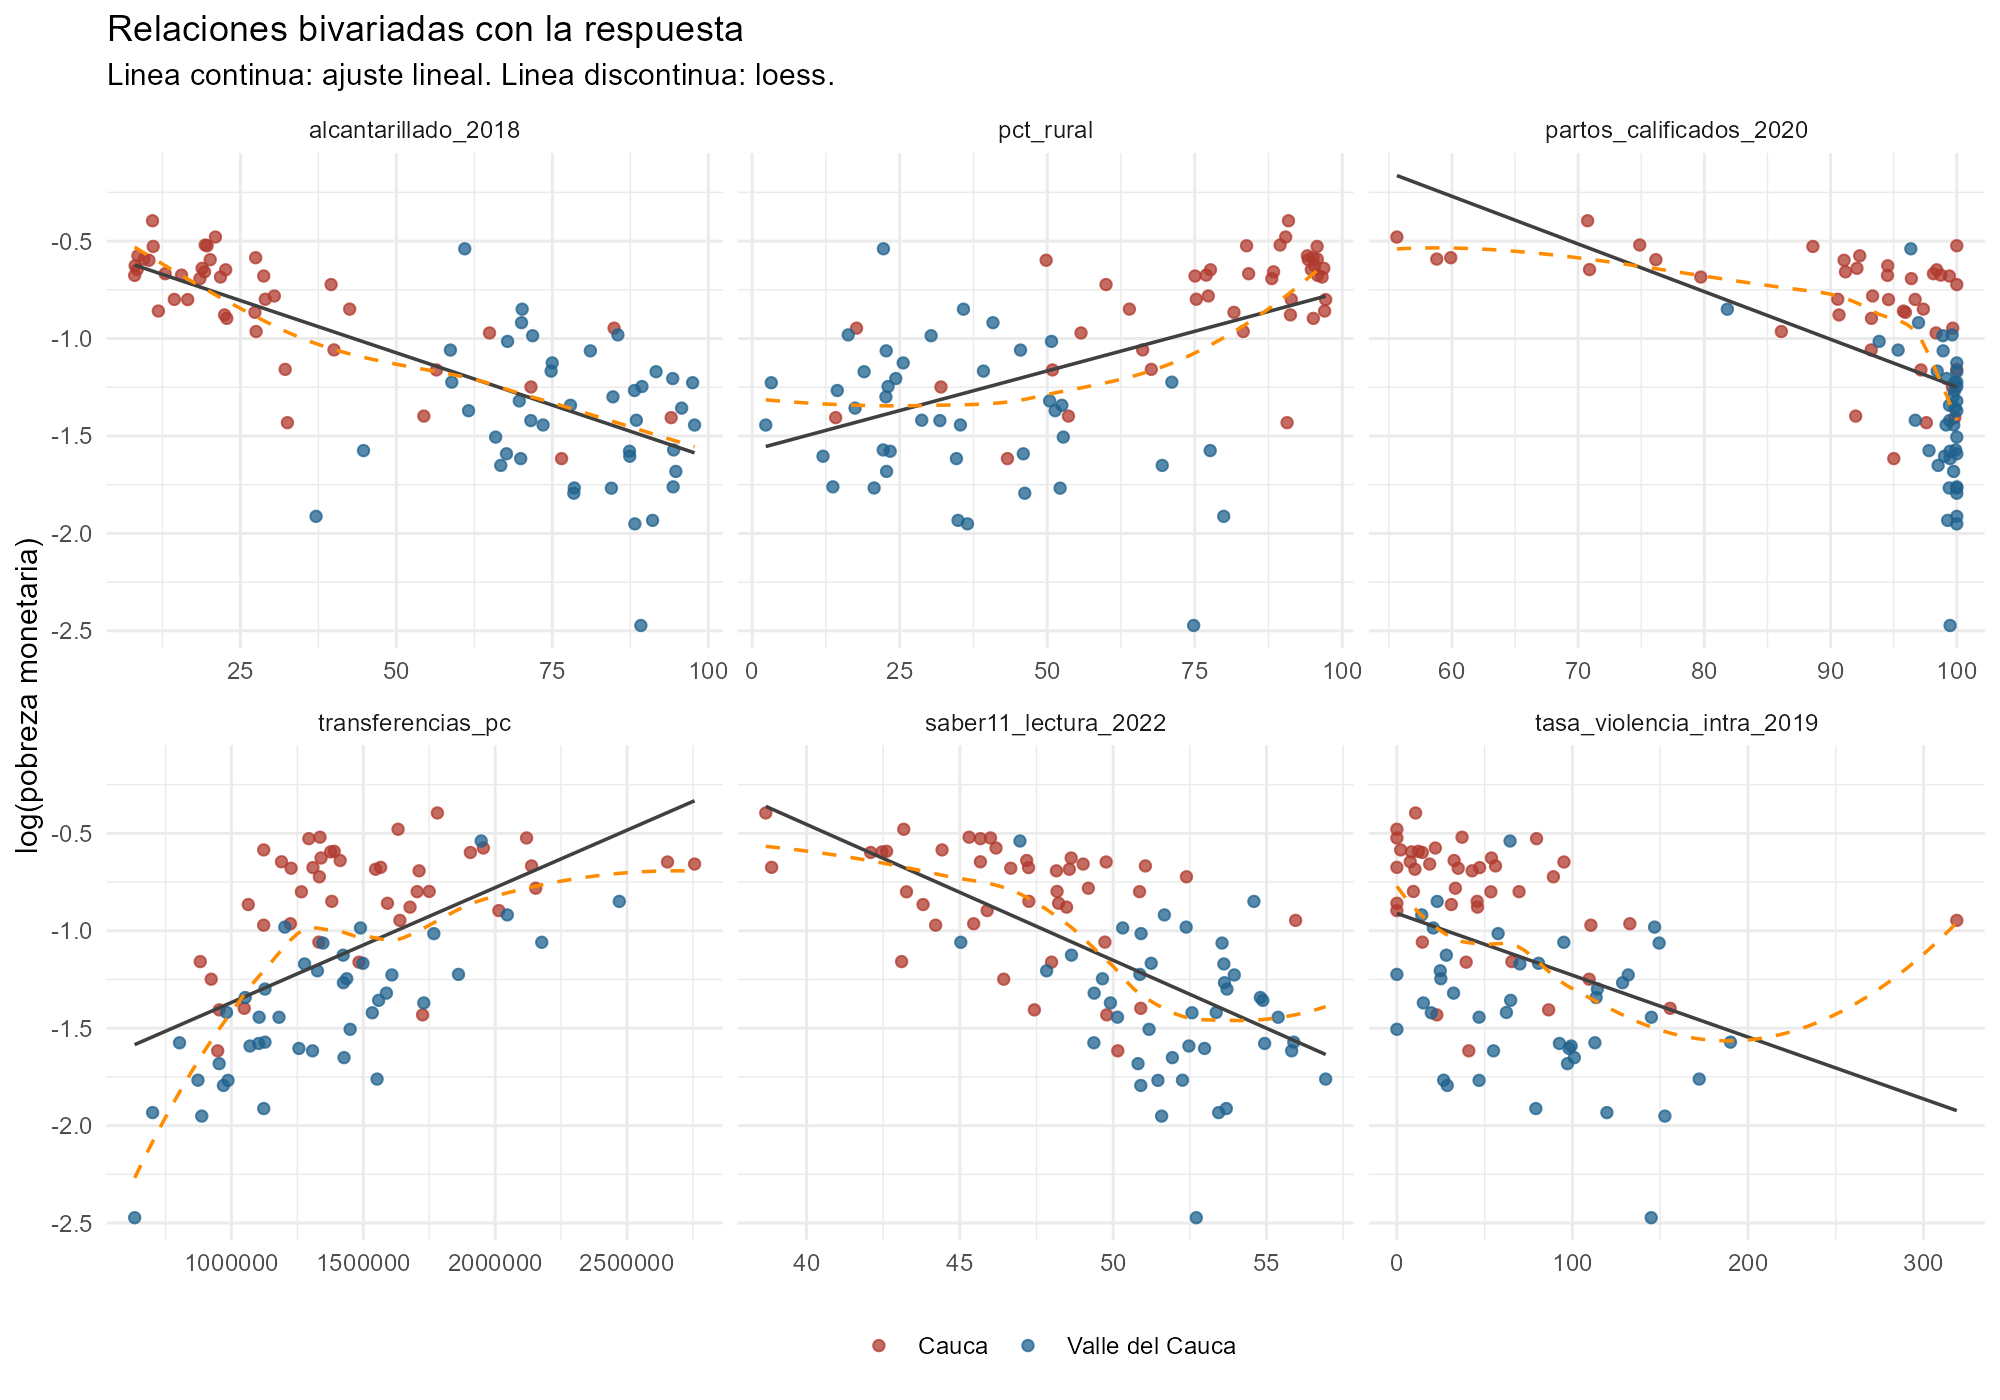 Relaciones bivariadas con la respuesta
Linea continua: ajuste lineal. Linea discontinua: loess.
alcantarillado_2018
pct_rural
partos_calificados_2020
-0.5
-1.0
-1.5
-2.0
-2.5
25 50 75 100
0 25 50 75 100
60 70 80 90 100
log(pobreza monetaria)
transferencias_pc
saber11_lectura_2022
tasa_violencia_intra_2019
-0.5
-1.0
-1.5
-2.0
-2.5
1000000 1500000 2000000 2500000
40 45 50 55
0 100 200 300
Cauca Valle del Cauca